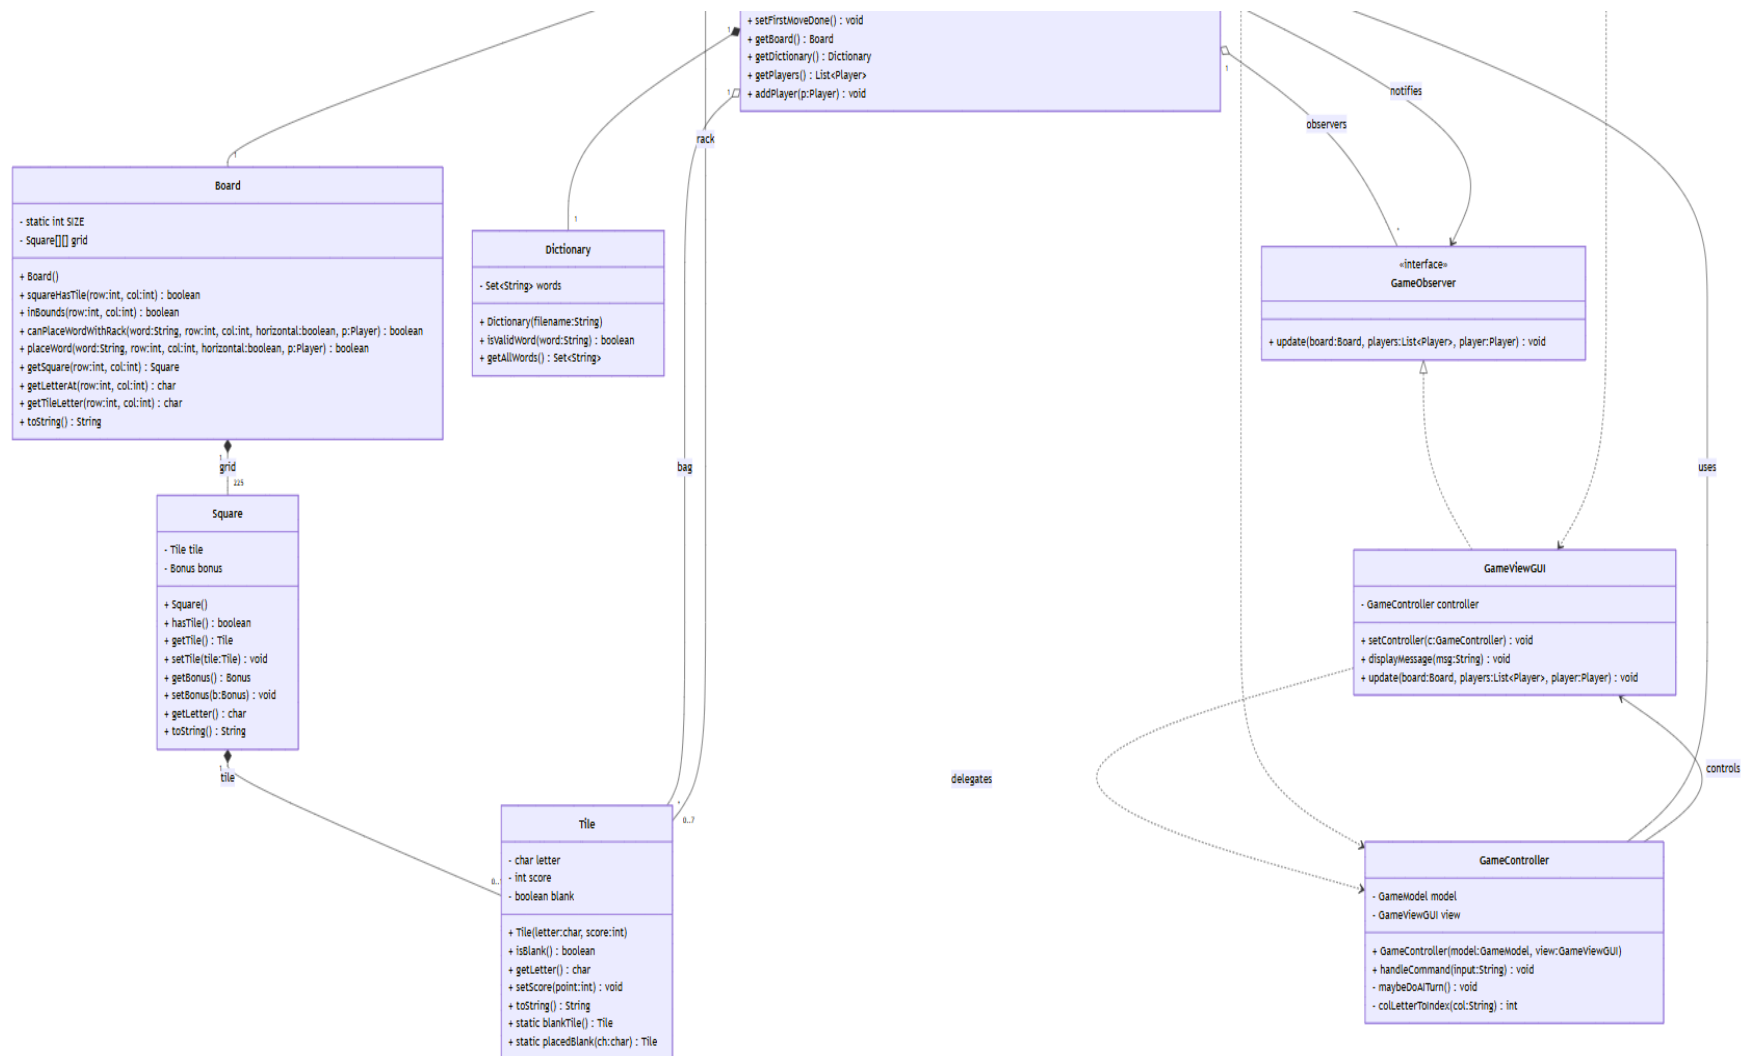 + setFirstMoveDone() : void
+ getBoard() : Board
+ getDictionary() : Dictionary
+ getPlayers() : List<Player>
+ addPlayer(p:Player) : void
1
1
1
rack
observers
notifies
1
Board
- static int SIZE
- Square[][] grid
+ Board()
+ squareHasTile(row:int, col:int) : boolean
+ inBounds(row:int, col:int) : boolean
+ canPlaceWordWithRack(word:String, row:int, col:int, horizontal:boolean, p:Player) : boolean
+ placeWord(word:String, row:int, col:int, horizontal:boolean, p:Player) : boolean
+ getSquare(row:int, col:int) : Square
+ getLetterAt(row:int, col:int) : char
+ getTileLetter(row:int, col:int) : char
+ toString() : String
1
Dictionary
- Set<String> words
+ Dictionary(filename:String)
+ isValidWord(word:String) : boolean
+ getAllWords() : Set<String>
*
«interface»
GameObserver
+ update(board:Board, players:List<Player>, player:Player) : void
1
grid
225
bag
uses
Square
- Tile tile
- Bonus bonus
+ Square()
+ hasTile() : boolean
+ getTile() : Tile
+ setTile(tile:Tile) : void
+ getBonus() : Bonus
+ setBonus(b:Bonus) : void
+ getLetter() : char
+ toString() : String
GameViewGUI
- GameController controller
+ setController(c:GameController) : void
+ displayMessage(msg:String) : void
+ update(board:Board, players:List<Player>, player:Player) : void
1
tile
delegates
controls
*
0..7
Tile
- char letter
- int score
- boolean blank
+ Tile(letter:char, score:int)
+ isBlank() : boolean
+ getLetter() : char
+ setScore(point:int) : void
+ toString() : String
+ static blankTile() : Tile
+ static placedBlank(ch:char) : Tile
GameController
- GameModel model
- GameViewGUI view
+ GameController(model:GameModel, view:GameViewGUI)
+ handleCommand(input:String) : void
- maybeDoAITurn() : void
- colLetterToIndex(col:String) : int